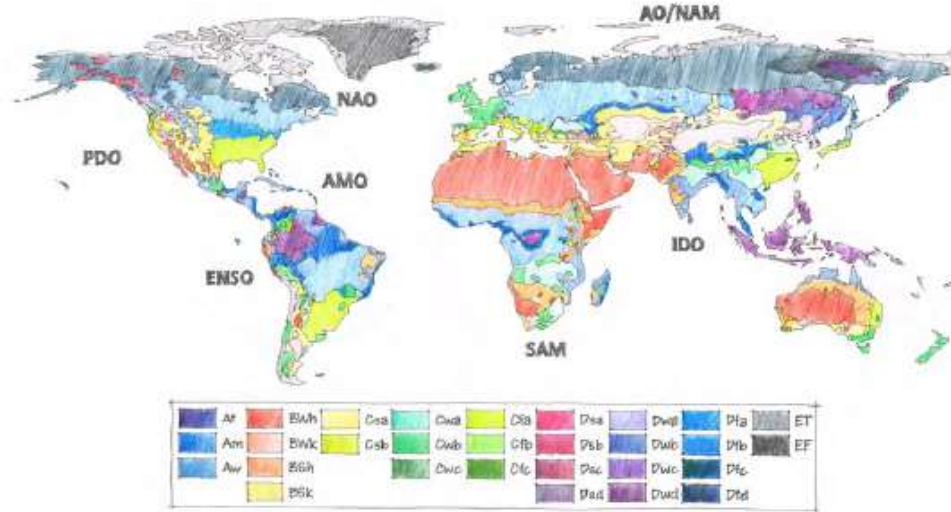 AO/NAM
NAO
PDO
AMO
IDO
ENSO
SAM
Af BWh Csa Cwa Cfa Dsa Dwa Dfa ET
Am BWk Csb Cwb Cfb Dsb Dwb Dfb EF
Aw BSh Cwc Cfc Dsc Dwc Dfc
BSk Dsd Dwd Dfd